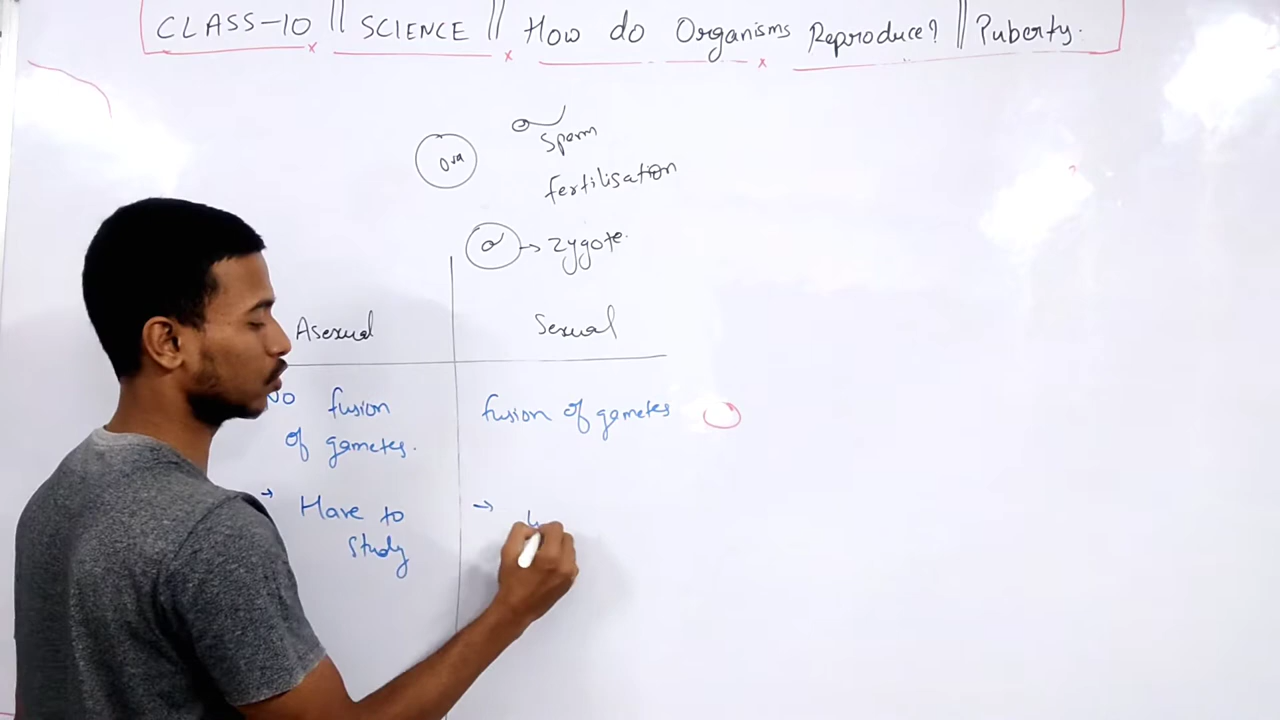 CLASS-10 || SCIENCE || How do Organisms Reproduce? || Puberty.
Ova
Sperm
fertilisation
→ Zygote.
Asexual
Sexual
No fusion
of gametes.
fusion of gametes
→ Have to
study
→